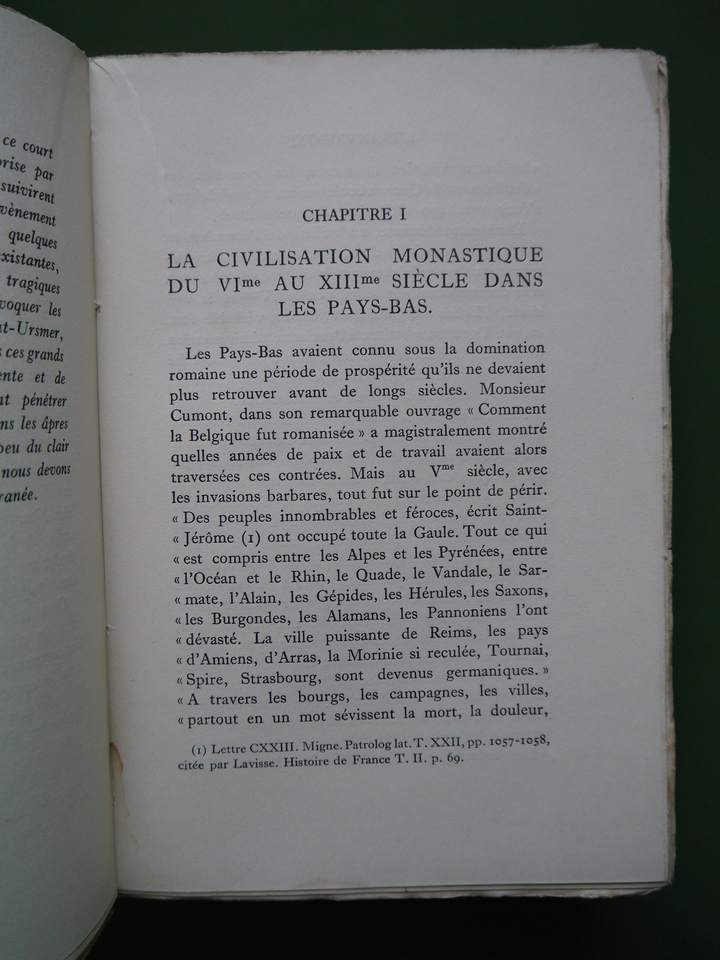 ce court
prise par
suivirent
vènement
quelques
existantes,
tragiques
voquer les
nt-Ursmer,
s ces grands
ente et de
nt pénétrer
ns les âpres
peu du clair
nous devons
ranée.
CHAPITRE I
LA CIVILISATION MONASTIQUE
DU VIme AU XIIIme SIÈCLE DANS
LES PAYS-BAS.
Les Pays-Bas avaient connu sous la domination
romaine une période de prospérité qu'ils ne devaient
plus retrouver avant de longs siècles. Monsieur
Cumont, dans son remarquable ouvrage « Comment
la Belgique fut romanisée » a magistralement montré
quelles années de paix et de travail avaient alors
traversées ces contrées. Mais au Vme siècle, avec
les invasions barbares, tout fut sur le point de périr.
« Des peuples innombrables et féroces, écrit Saint-
« Jérôme (1) ont occupé toute la Gaule. Tout ce qui
« est compris entre les Alpes et les Pyrénées, entre
« l'Océan et le Rhin, le Quade, le Vandale, le Sar-
« mate, l'Alain, les Gépides, les Hérules, les Saxons,
« les Burgondes, les Alamans, les Pannoniens l'ont
« dévasté. La ville puissante de Reims, les pays
« d'Amiens, d'Arras, la Morinie si reculée, Tournai,
« Spire, Strasbourg, sont devenus germaniques. »
« A travers les bourgs, les campagnes, les villes,
« partout en un mot sévissent la mort, la douleur,
(1) Lettre CXXIII. Migne. Patrolog lat. T. XXII, pp. 1057-1058,
citée par Lavisse. Histoire de France T. II. p. 69.